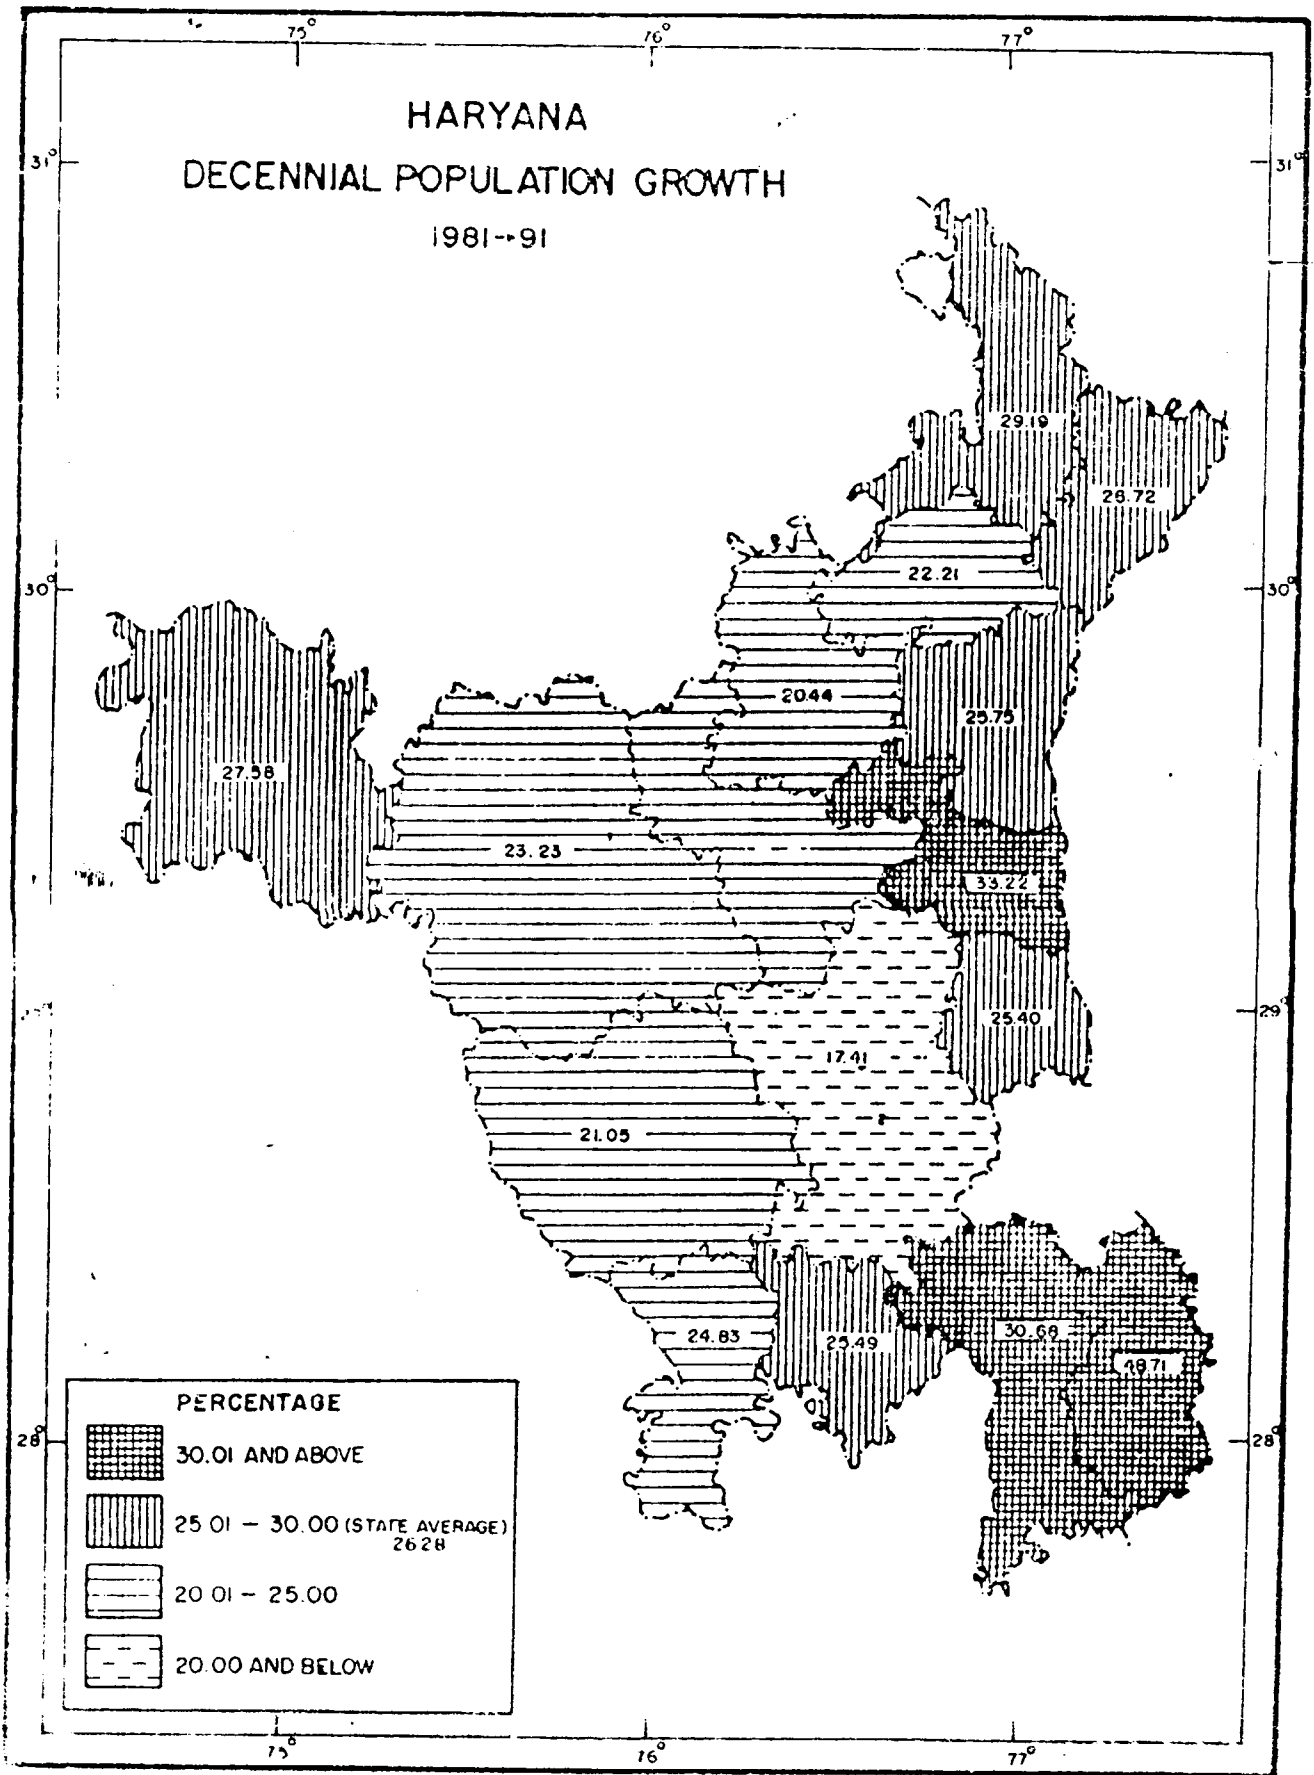 75° 76° 77°
HARYANA
31° 31°
DECENNIAL POPULATION GROWTH
1981-91
29.19
28.72
22.21
30° 30°
20.44
25.75
27.58
23.23
33.22
29°
25.40
17.41
21.05
30.68
24.83 25.49
48.71
PERCENTAGE
28° 28°
30.01 AND ABOVE
25.01 - 30.00 (STATE AVERAGE)
26.28
20.01 - 25.00
20.00 AND BELOW
75° 76° 77°